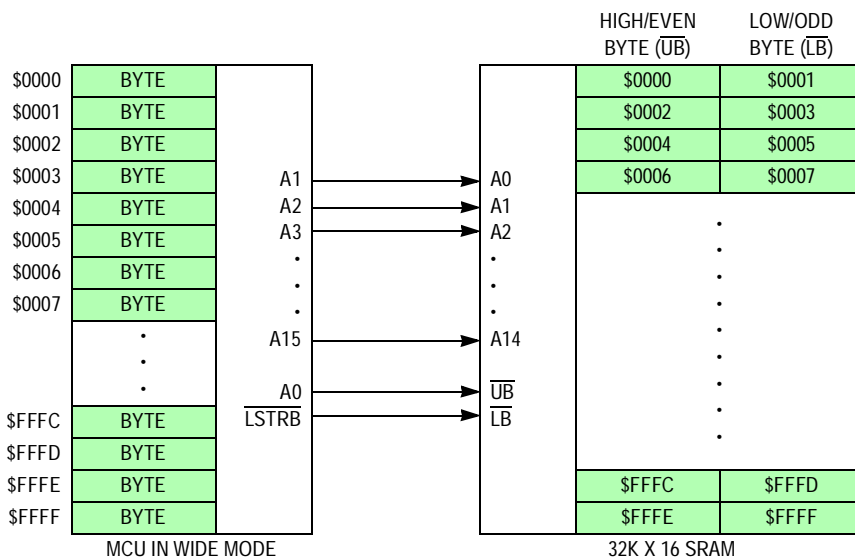 HIGH/EVEN LOW/ODD
BYTE (UB) BYTE (LB)
$0000 BYTE $0000 $0001
$0001 BYTE $0002 $0003
$0002 BYTE $0004 $0005
$0003 BYTE A1 A0 $0006 $0007
$0004 BYTE A2 A1
$0005 BYTE A3 A2
$0006 BYTE
$0007 BYTE
A15 A14
A0 UB
$FFFC BYTE LSTRB LB
$FFFD BYTE
$FFFE BYTE $FFFC $FFFD
$FFFF BYTE $FFFE $FFFF
MCU IN WIDE MODE 32K X 16 SRAM